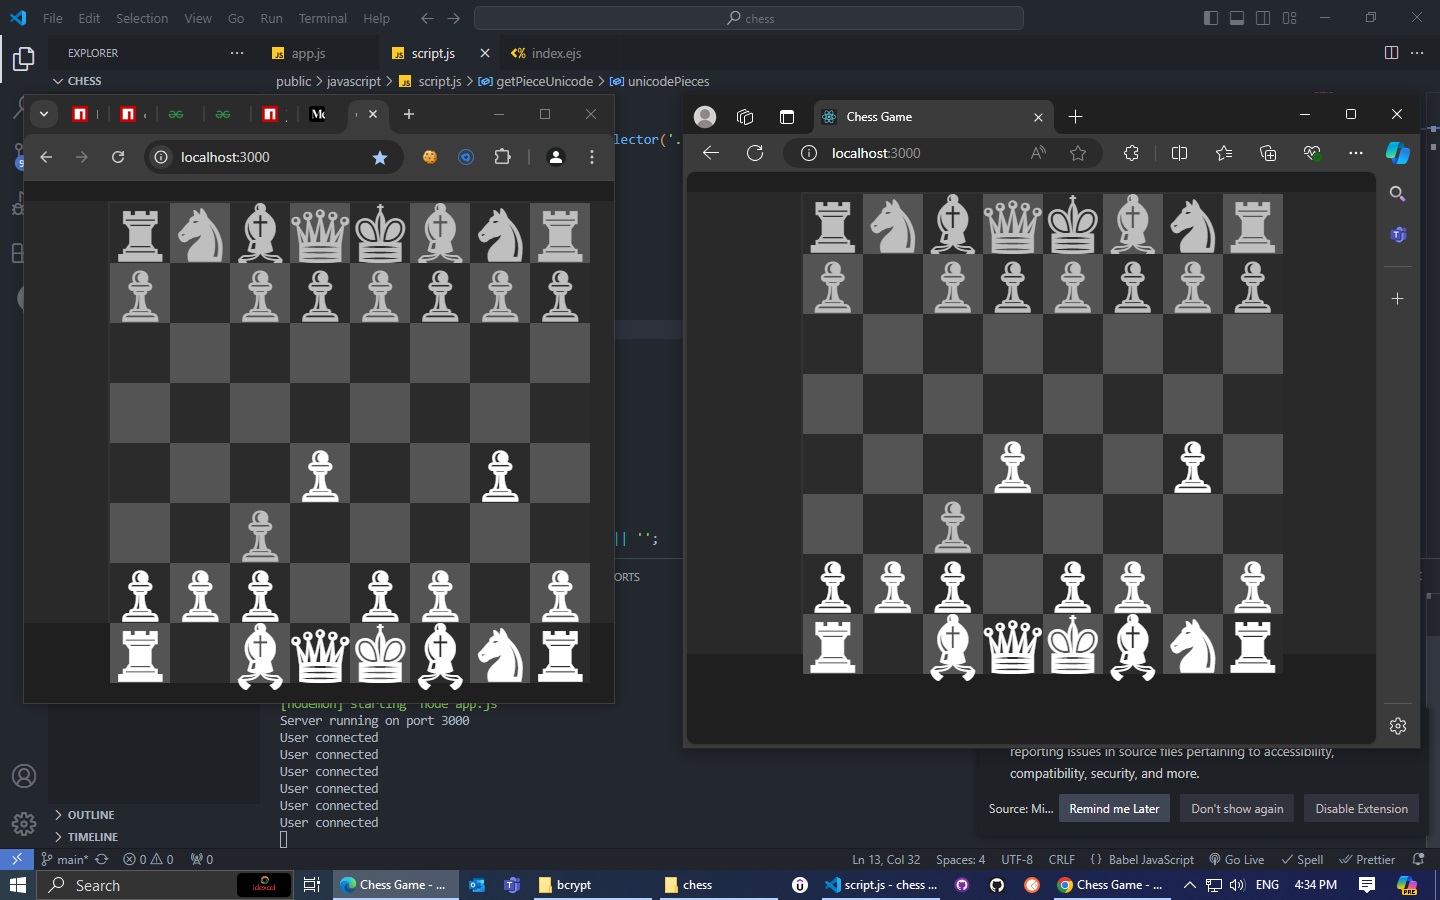 File Edit Selection View Go Run Terminal Help
chess
EXPLORER
app.js
script.js
index.ejs
CHESS
public > javascript > script.js > getPieceUnicode > unicodePieces
lector('.
localhost:3000
Chess Game
localhost:3000
|| '';
ORTS
[nodemon] starting `node app.js`
Server running on port 3000
User connected
User connected
User connected
User connected
User connected
User connected
reporting issues in source files pertaining to accessibility,
compatibility, security, and more.
Source: Mi...
Remind me Later
Don't show again
Disable Extension
OUTLINE
TIMELINE
main*
0
0
0
Ln 13, Col 32
Spaces: 4
UTF-8
CRLF
{ } Babel JavaScript
Go Live
Spell
Prettier
Search
Chess Game - ...
bcrypt
chess
script.js - chess ...
Chess Game - ...
ENG
4:34 PM
PRE